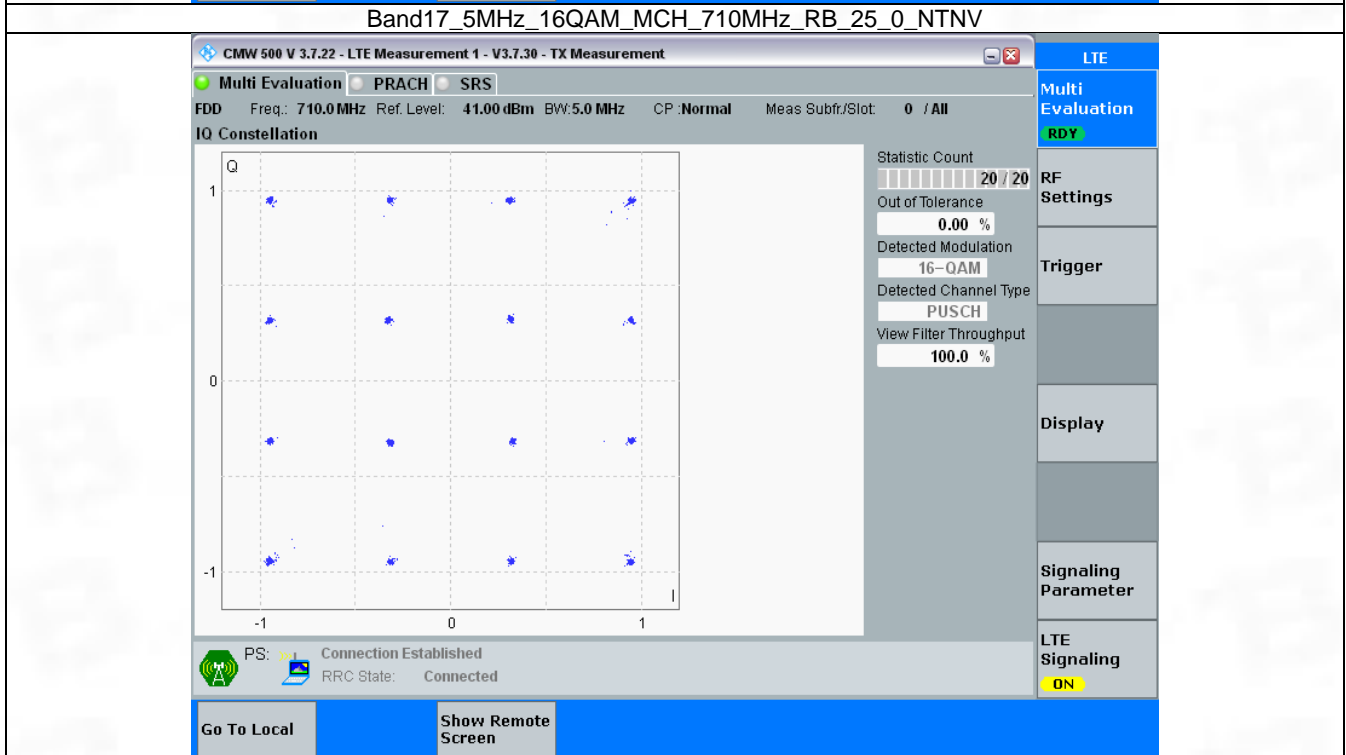 Band17_5MHz_16QAM_MCH_710MHz_RB_25_0_NTNV
CMW 500 V 3.7.22 - LTE Measurement 1 - V3.7.30 - TX Measurement
LTE
Multi Evaluation PRACH SRS
Multi
Evaluation
RDY
FDD Freq.: 710.0 MHz Ref. Level: 41.00 dBm BW:5.0 MHz CP :Normal Meas Subfr./Slot: 0 / All
IQ Constellation
Q
1
0
-1
-1 0 1
I
Statistic Count
20 / 20
Out of Tolerance
0.00 %
Detected Modulation
16-QAM
Detected Channel Type
PUSCH
View Filter Throughput
100.0 %
RF
Settings
Trigger
Display
Signaling
Parameter
LTE
Signaling
ON
PS: Connection Established
RRC State: Connected
Go To Local
Show Remote
Screen